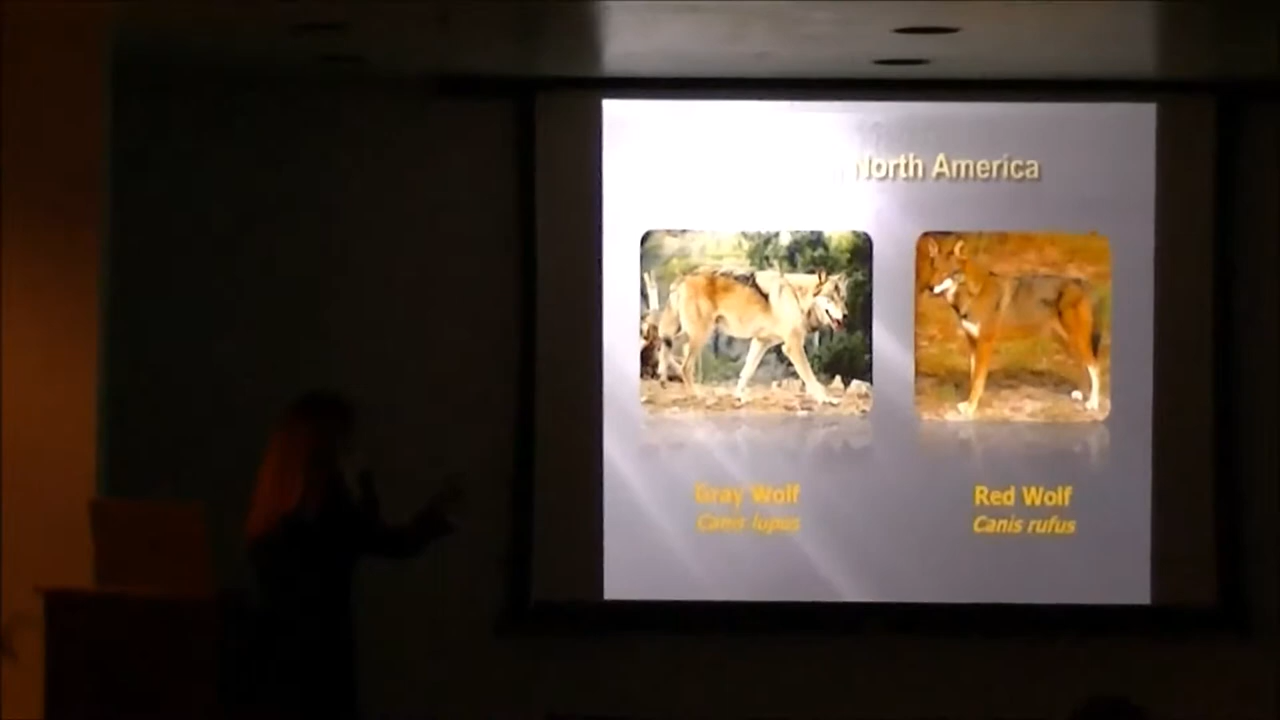 North America
Gray Wolf
Red Wolf
Canis lupus
Canis rufus